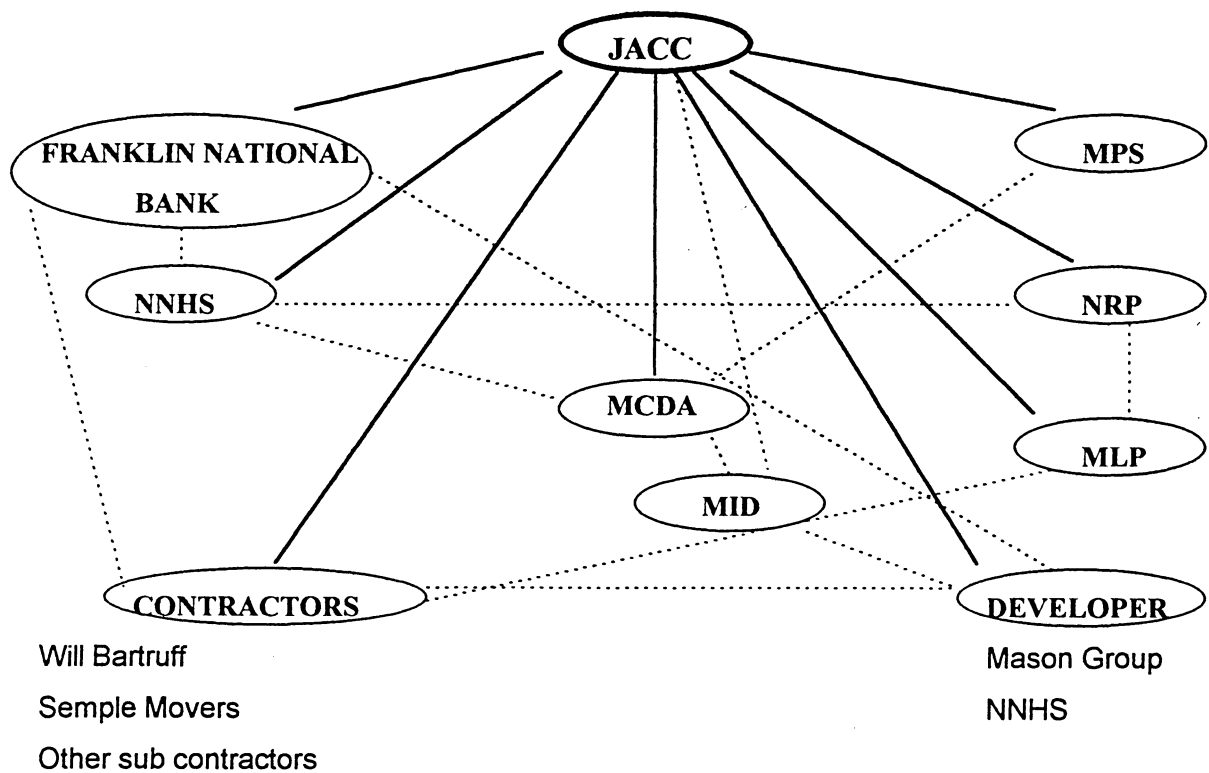 JACC
FRANKLIN NATIONAL
BANK
MPS
NNHS
NRP
MCDA
MLP
MID
CONTRACTORS
DEVELOPER
Will Bartruff
Mason Group
Semple Movers
NNHS
Other sub contractors